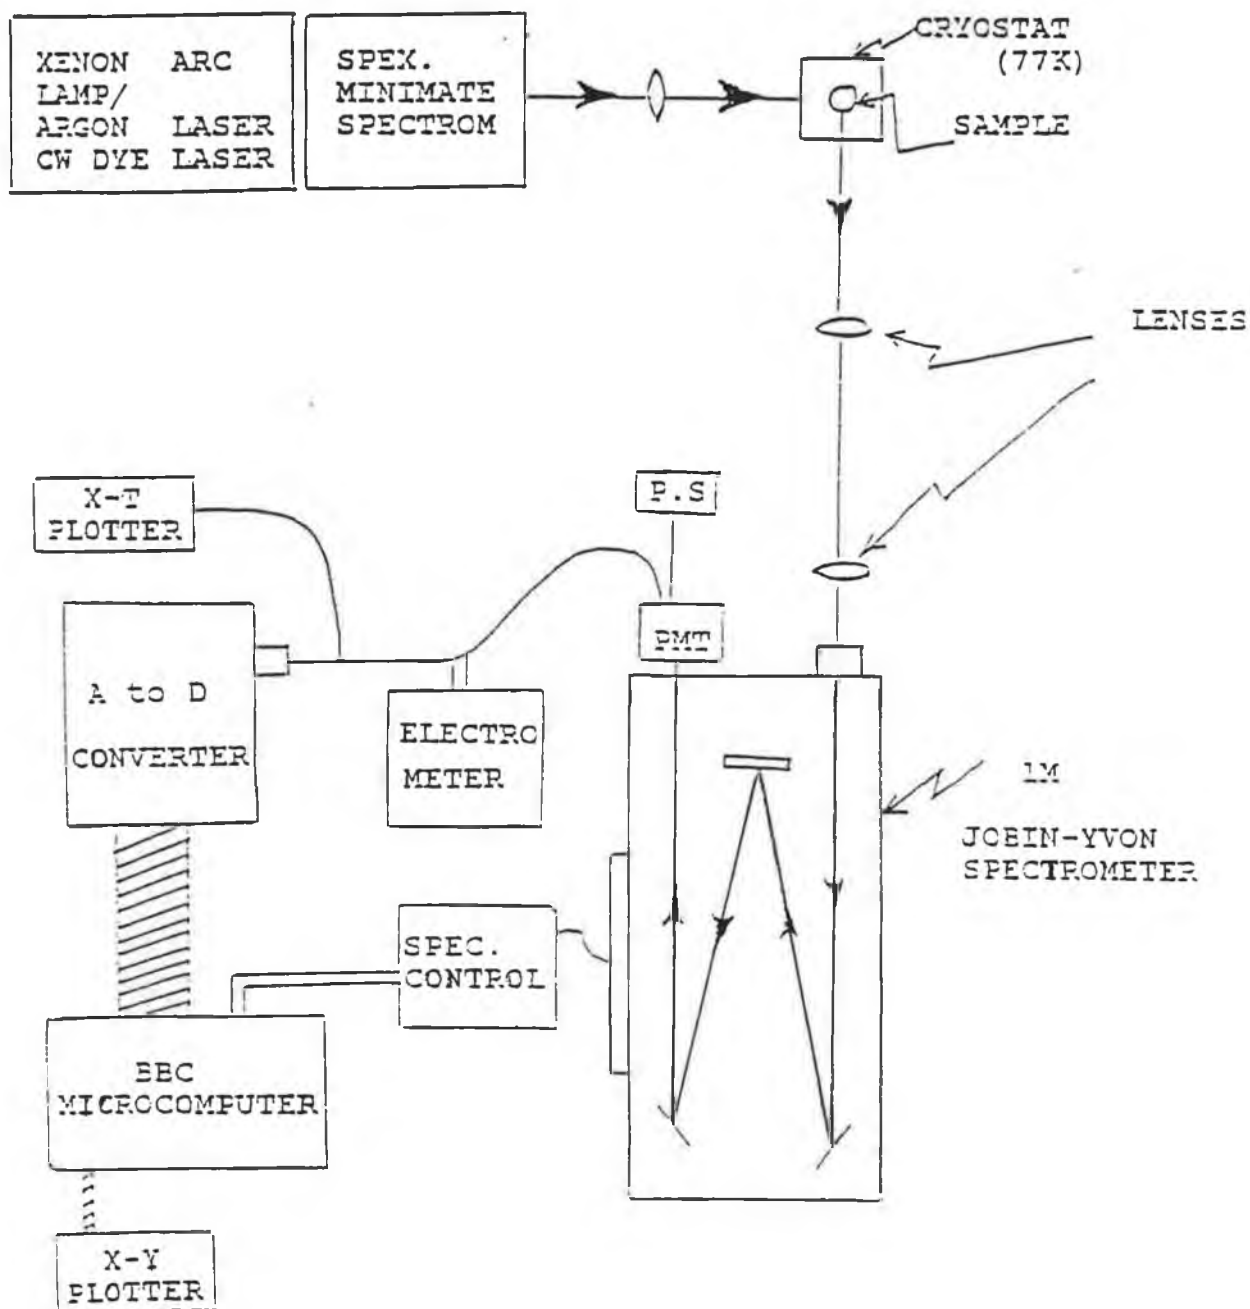 XENON ARC
LAMP/
ARGON LASER
CW DYE LASER
SPEX.
MINIMATE
SPECTROM
CRYOSTAT
(77K)
SAMPLE
LENSES
X-T
PLOTTER
P.S
PMT
A to D
CONVERTER
ELECTRO
METER
1M
JOBIN-YVON
SPECTROMETER
SPEC.
CONTROL
BBC
MICROCOMPUTER
X-Y
PLOTTER